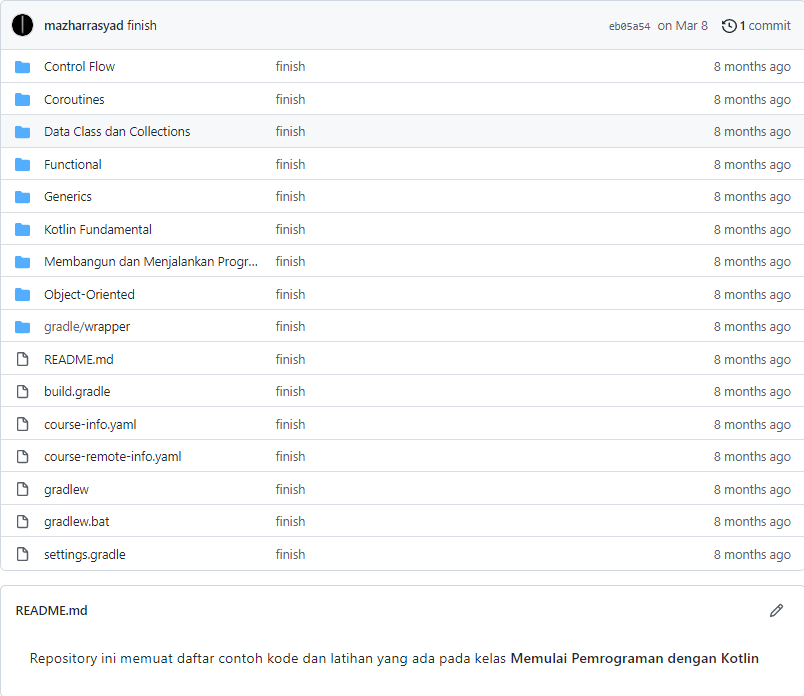 mazharrasyad finish eb05a54 on Mar 8 1 commit
Control Flow finish 8 months ago
Coroutines finish 8 months ago
Data Class dan Collections finish 8 months ago
Functional finish 8 months ago
Generics finish 8 months ago
Kotlin Fundamental finish 8 months ago
Membangun dan Menjalankan Progr... finish 8 months ago
Object-Oriented finish 8 months ago
gradle/wrapper finish 8 months ago
README.md finish 8 months ago
build.gradle finish 8 months ago
course-info.yaml finish 8 months ago
course-remote-info.yaml finish 8 months ago
gradlew finish 8 months ago
gradlew.bat finish 8 months ago
settings.gradle finish 8 months ago
README.md
Repository ini memuat daftar contoh kode dan latihan yang ada pada kelas Memulai Pemrograman dengan Kotlin